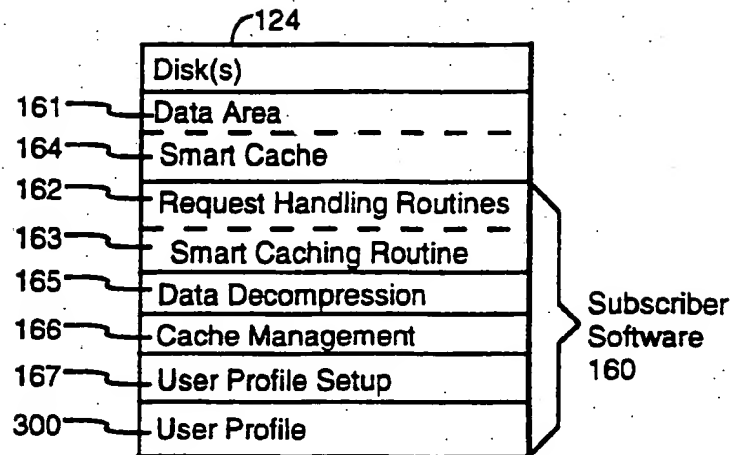 124
Disk(s)
161 Data Area
164 Smart Cache
162 Request Handling Routines
163 Smart Caching Routine
165 Data Decompression
166 Cache Management
167 User Profile Setup
300 User Profile
Subscriber
Software
160